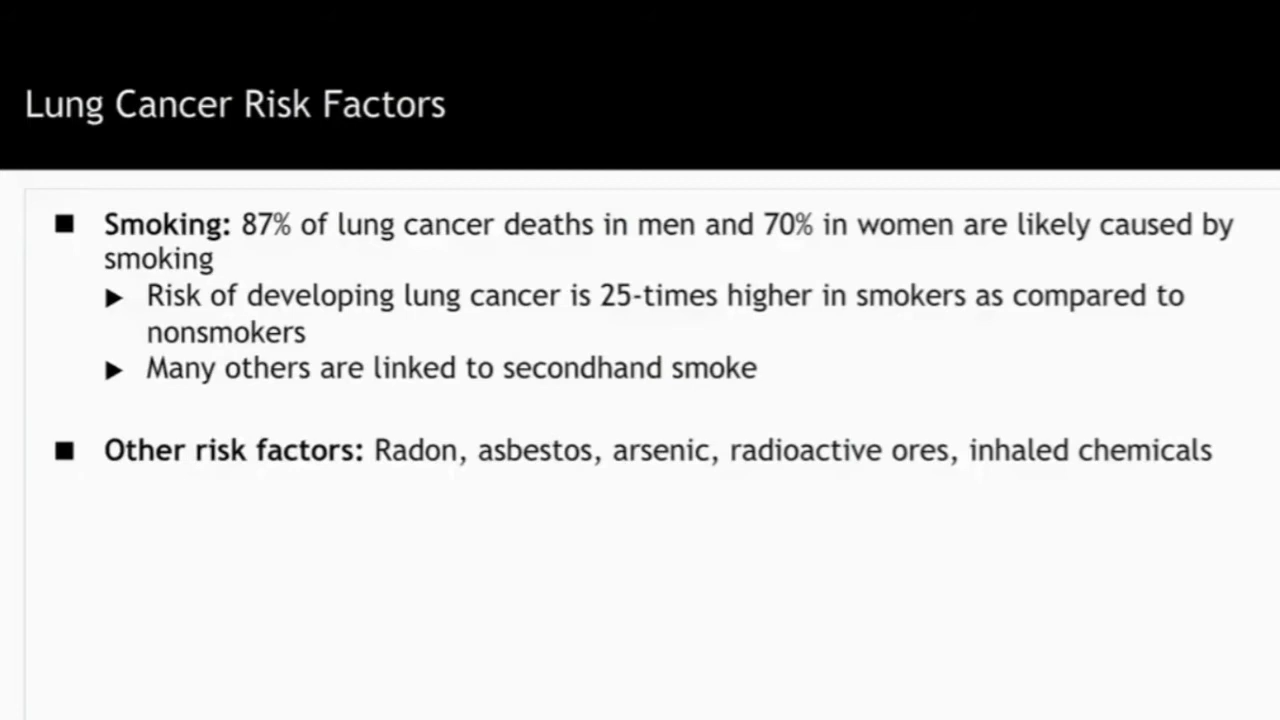 Lung Cancer Risk Factors
■ Smoking: 87% of lung cancer deaths in men and 70% in women are likely caused by
smoking
► Risk of developing lung cancer is 25-times higher in smokers as compared to
nonsmokers
► Many others are linked to secondhand smoke
■ Other risk factors: Radon, asbestos, arsenic, radioactive ores, inhaled chemicals